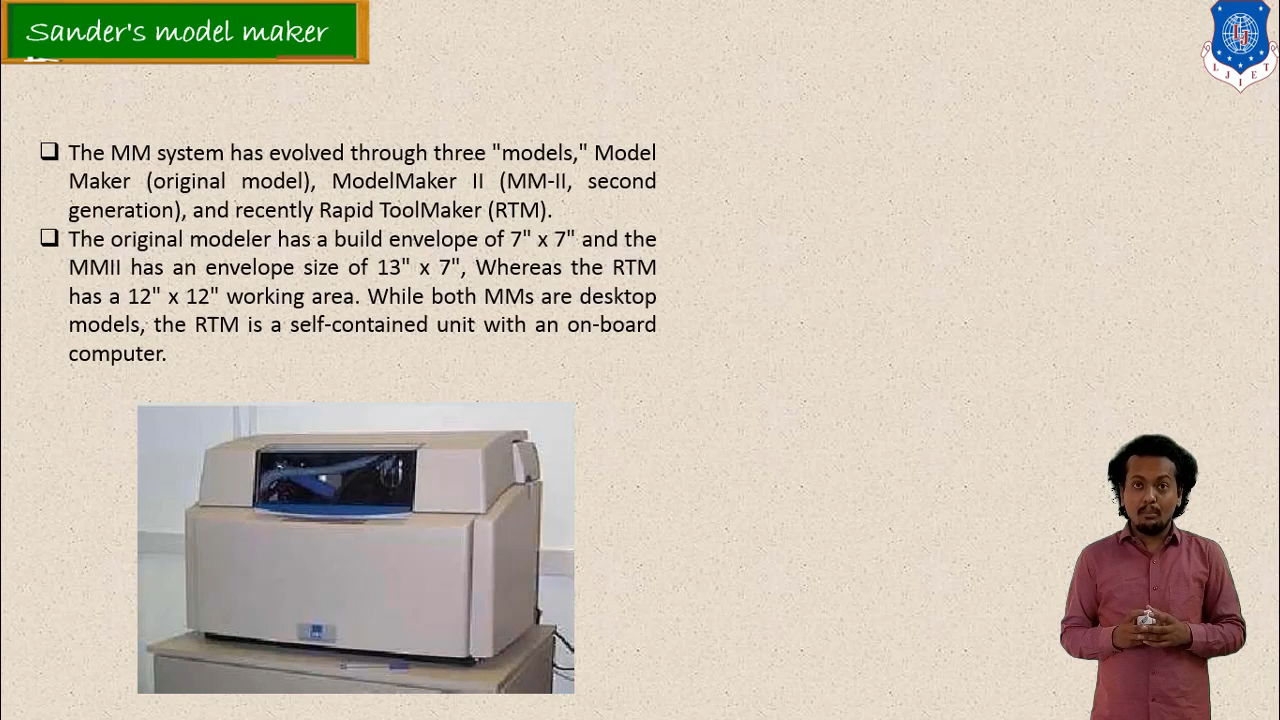 Sander's model maker
L J I E T
The MM system has evolved through three "models," Model
Maker (original model), ModelMaker II (MM-II, second
generation), and recently Rapid ToolMaker (RTM).
The original modeler has a build envelope of 7" x 7" and the
MMII has an envelope size of 13" x 7", Whereas the RTM
has a 12" x 12" working area. While both MMs are desktop
models, the RTM is a self-contained unit with an on-board
computer.